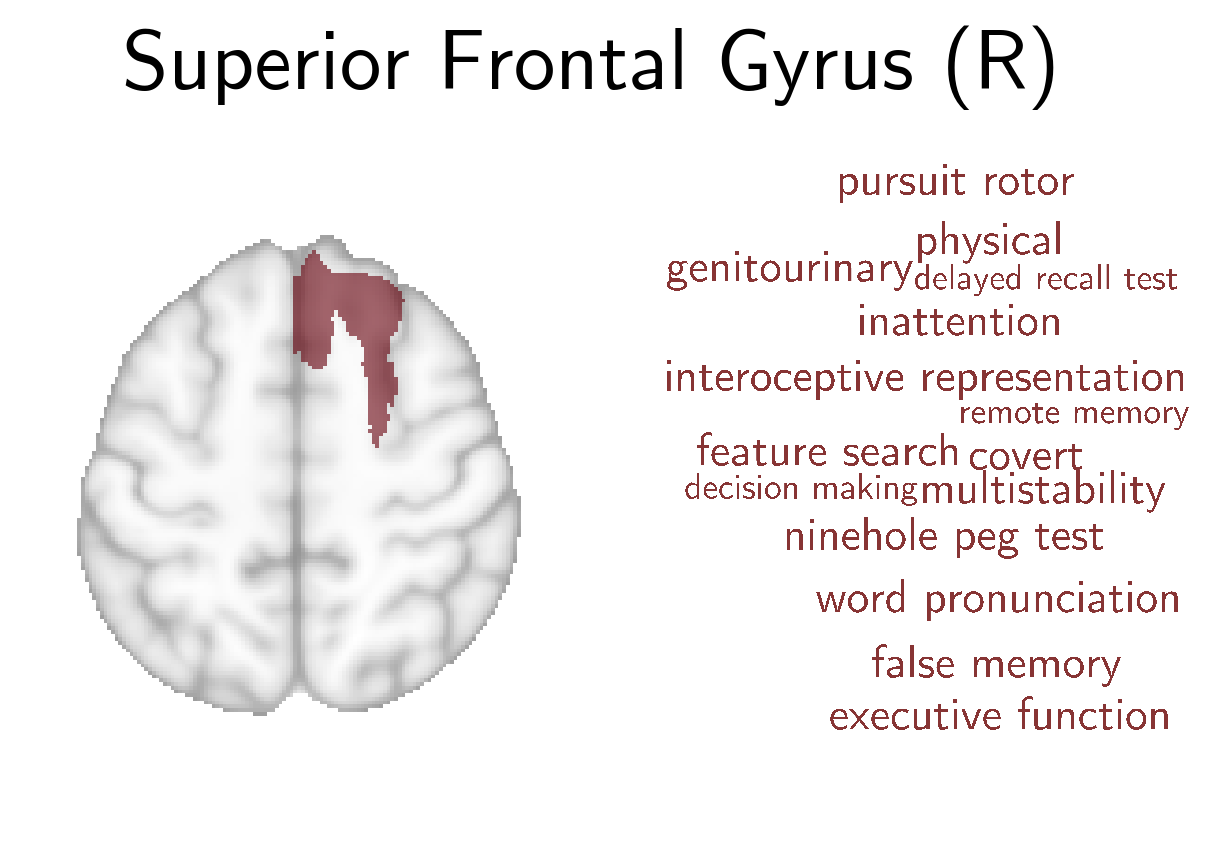 Superior Frontal Gyrus (R)
pursuit rotor
physical
genitourinary
delayed recall test
inattention
interoceptive representation
remote memory
feature search
covert
decision making
multistability
ninehole peg test
word pronunciation
false memory
executive function